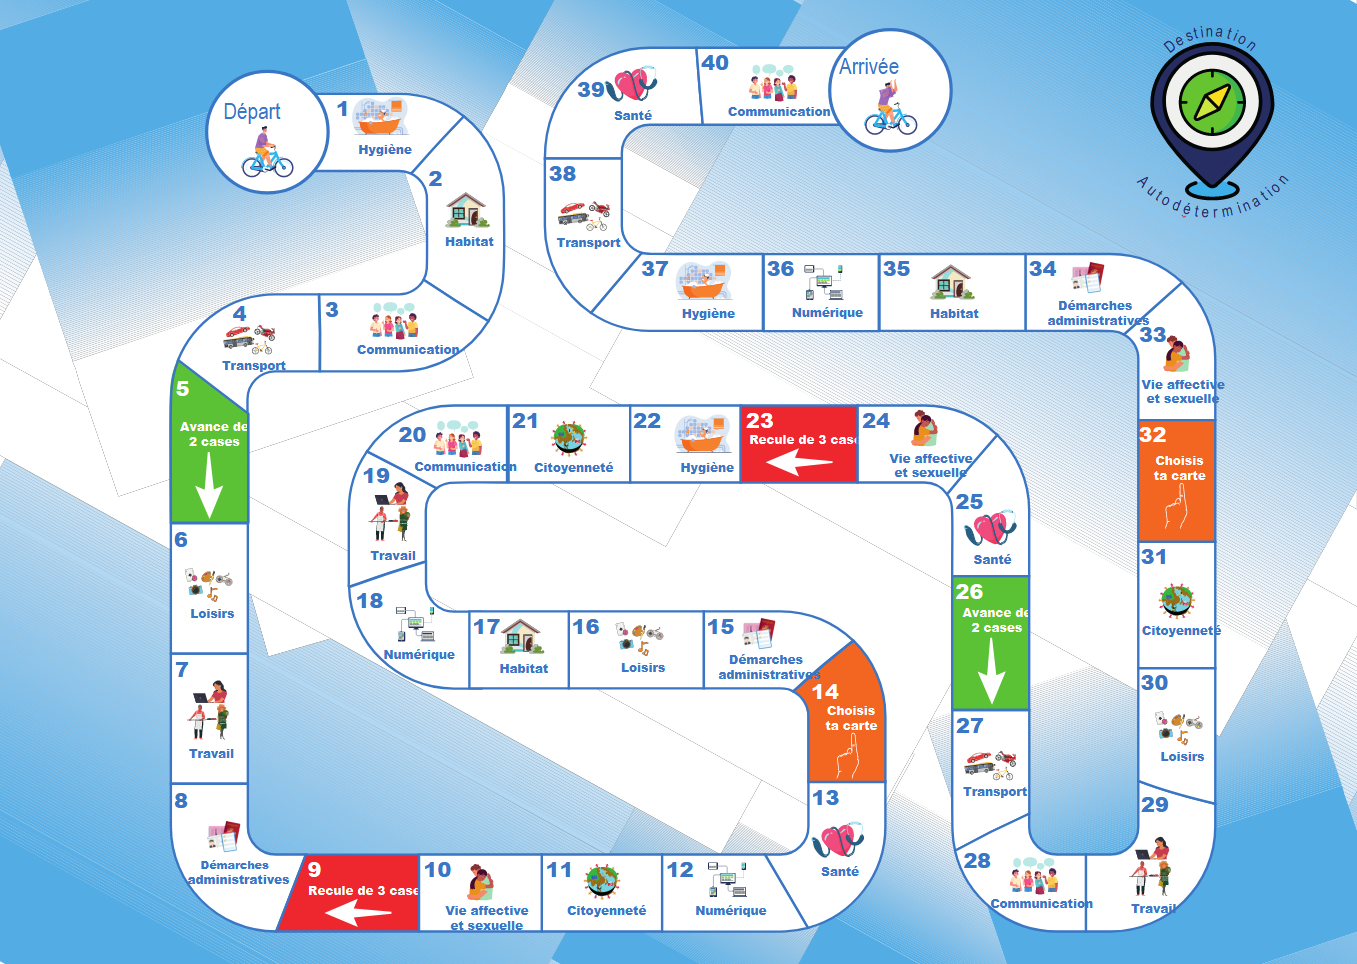 Départ
1
Hygiène
2
Habitat
3
Communication
4
Transport
5
Avance de
2 cases
6
Loisirs
7
Travail
8
Démarches
administratives
9
Recule de 3 case
10
Vie affective
et sexuelle
11
Citoyenneté
12
Numérique
13
Santé
14
Choisis
ta carte
15
Démarches
administratives
16
Loisirs
17
Habitat
18
Numérique
19
Travail
20
Communication
21
Citoyenneté
22
Hygiène
23
Recule de 3 case
24
Vie affective
et sexuelle
25
Santé
26
Avance de
2 cases
27
Transport
28
Communication
29
Travail
30
Loisirs
31
Citoyenneté
32
Choisis
ta carte
33
Vie affective
et sexuelle
34
Démarches
administratives
35
Habitat
36
Numérique
37
Hygiène
38
Transport
39
Santé
40
Communication
Arrivée
Destination
Autodétermination